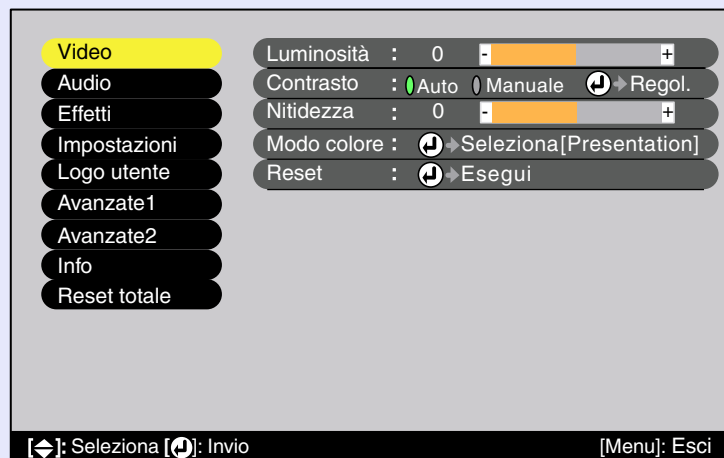 Video
Audio
Effetti
Impostazioni
Logo utente
Avanzate1
Avanzate2
Info
Reset totale
Luminosità : 0 - +
Contrasto : Auto Manuale Regol.
Nitidezza : 0 - +
Modo colore : Seleziona[Presentation]
Reset : Esegui
[ ]: Seleziona [ ]: Invio [Menu]: Esci